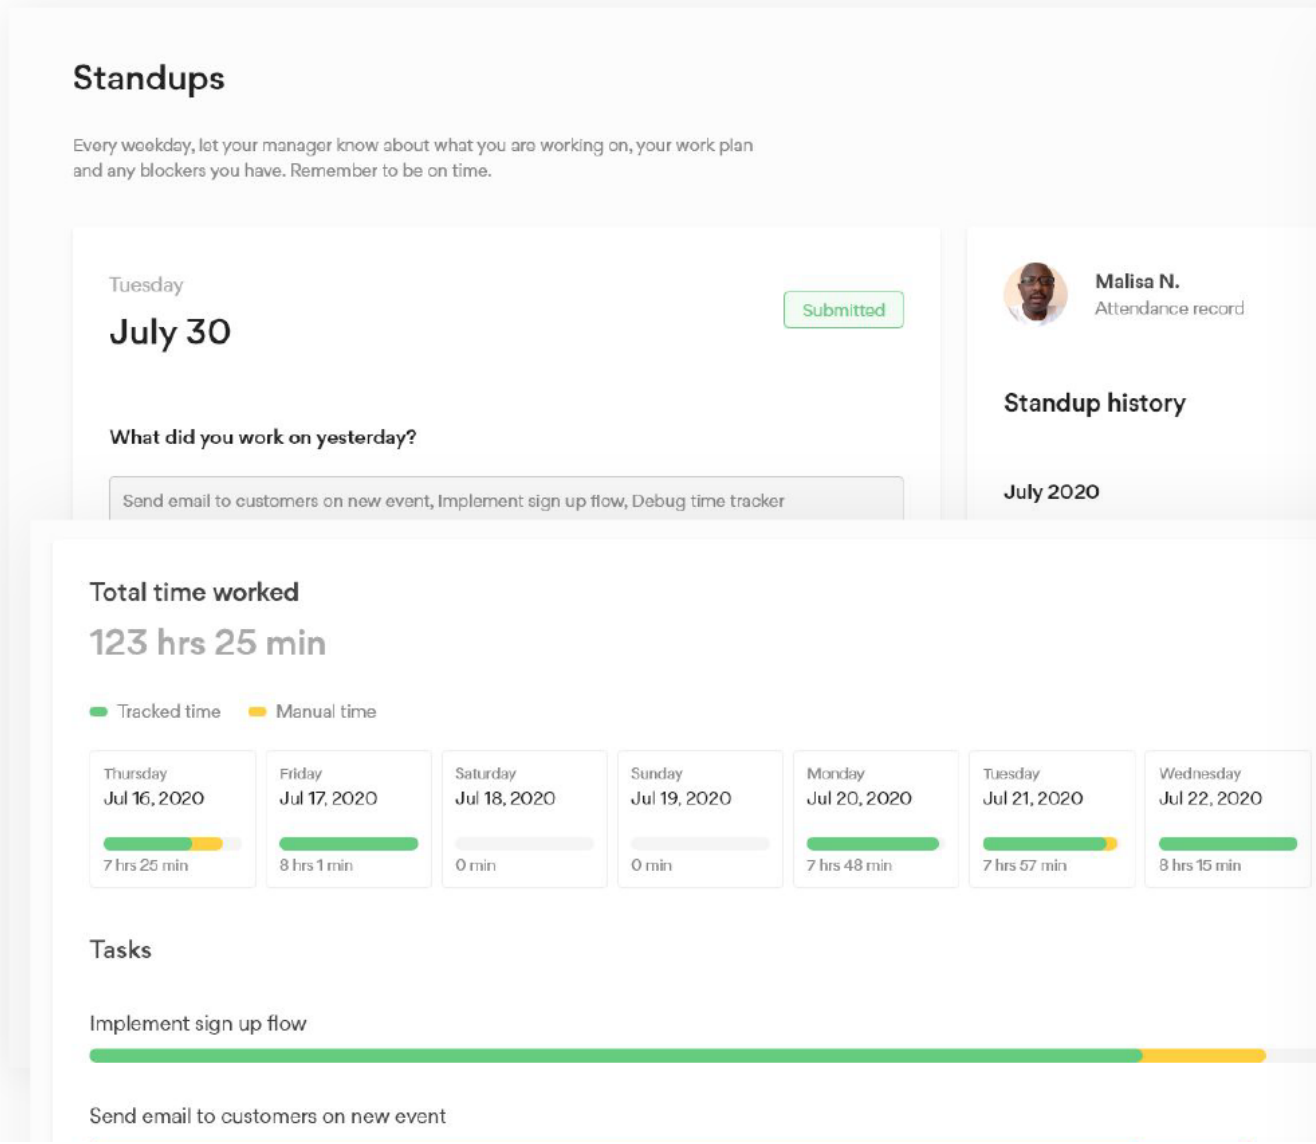 Standups
Every weekday, let your manager know about what you are working on, your work plan
and any blockers you have. Remember to be on time.
Tuesday
July 30
Submitted
What did you work on yesterday?
Send email to customers on new event, Implement sign up flow, Debug time tracker
Malisa N.
Attendance record
Standup history
July 2020
Total time worked
123 hrs 25 min
Tracked time
Manual time
Thursday
Jul 16, 2020
7 hrs 25 min
Friday
Jul 17, 2020
8 hrs 1 min
Saturday
Jul 18, 2020
0 min
Sunday
Jul 19, 2020
0 min
Monday
Jul 20, 2020
7 hrs 48 min
Tuesday
Jul 21, 2020
7 hrs 57 min
Wednesday
Jul 22, 2020
8 hrs 15 min
Tasks
Implement sign up flow
Send email to customers on new event